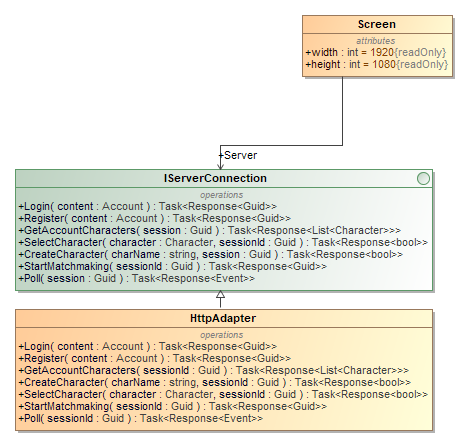 Screen
attributes
+width : int = 1920{readOnly}
+height : int = 1080{readOnly}
+Server
IServerConnection
operations
+Login( content : Account ) : Task<Response<Guid>>
+Register( content : Account ) : Task<Response<Guid>>
+GetAccountCharacters( session : Guid ) : Task<Response<List<Character>>>
+SelectCharacter( character : Character, sessionId : Guid ) : Task<Response<bool>>
+CreateCharacter( charName : string, session : Guid ) : Task<Response<bool>>
+StartMatchmaking( sessionId : Guid ) : Task<Response<Guid>>
+Poll( session : Guid ) : Task<Response<Event>>
HttpAdapter
operations
+Login( content : Account ) : Task<Response<Guid>>
+Register( content : Account ) : Task<Response<Guid>>
+GetAccountCharacters( sessionId : Guid ) : Task<Response<List<Character>>>
+CreateCharacter( charName : string, sessionId : Guid ) : Task<Response<bool>>
+SelectCharacter( character : Character, sessionId : Guid ) : Task<Response<bool>>
+StartMatchmaking( sessionId : Guid ) : Task<Response<Guid>>
+Poll( sessionId : Guid ) : Task<Response<Event>>